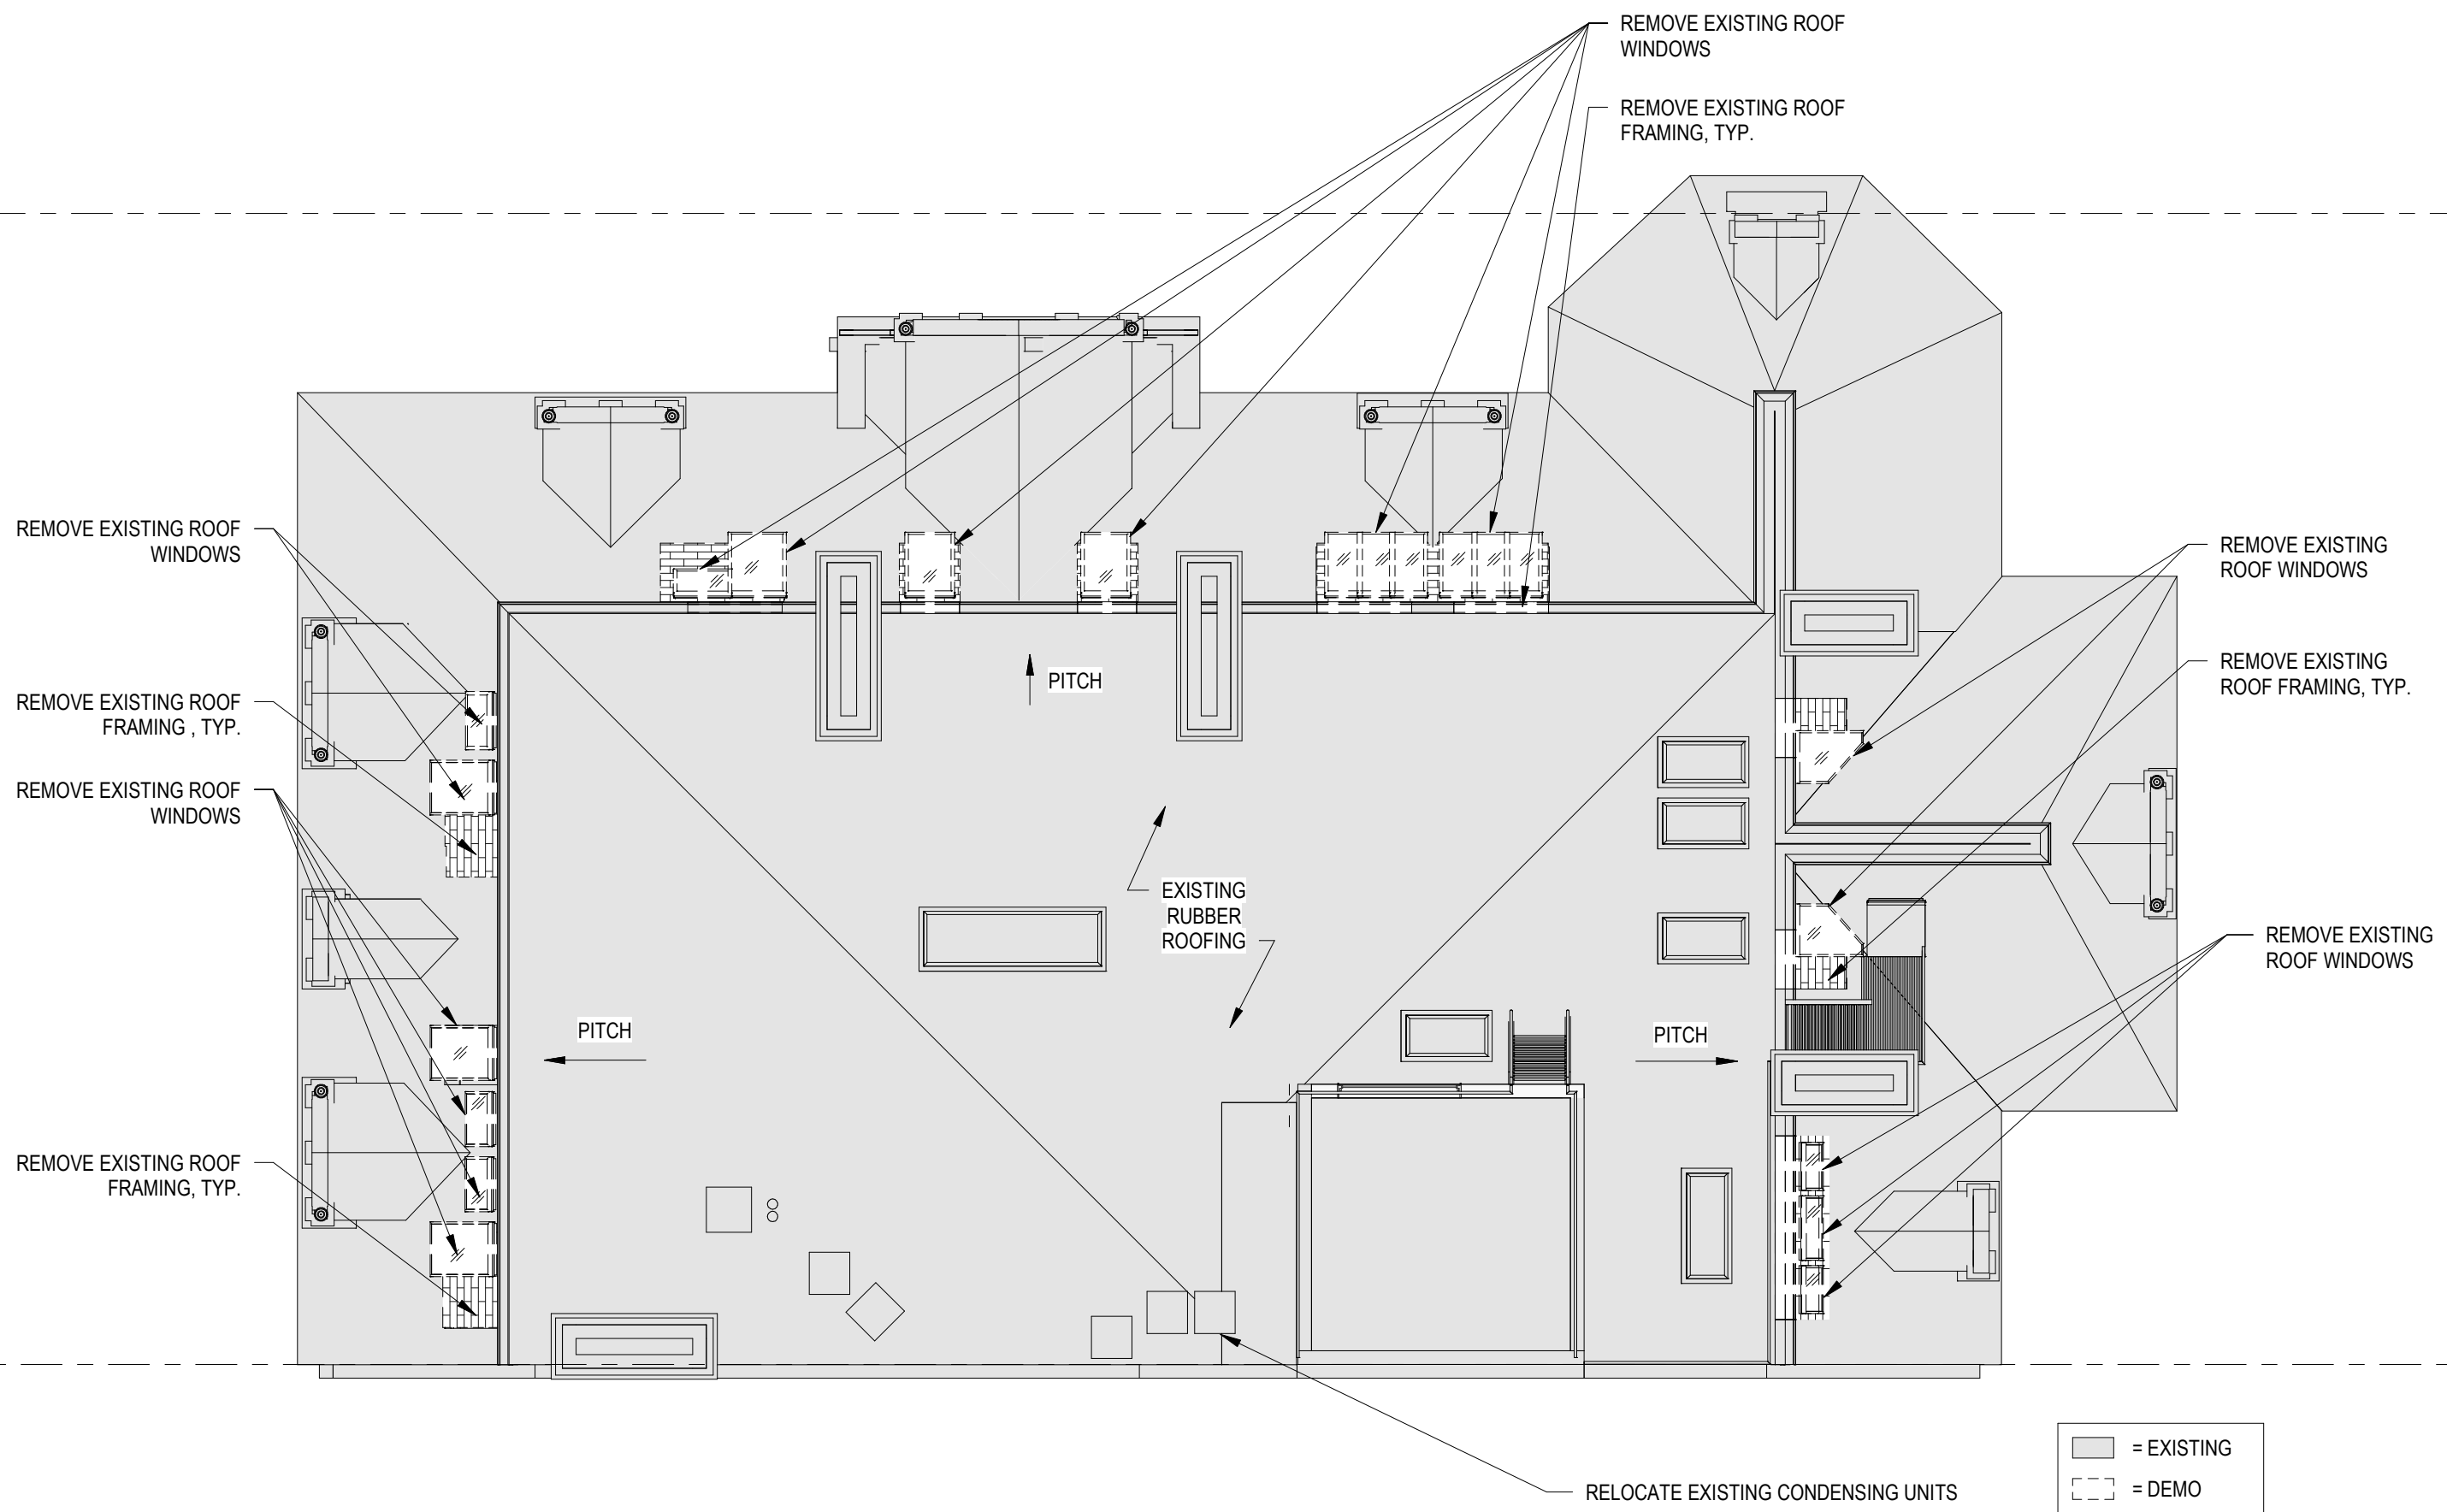 REMOVE EXISTING ROOF
WINDOWS
REMOVE EXISTING ROOF
FRAMING, TYP.
REMOVE EXISTING ROOF
WINDOWS
REMOVE EXISTING
ROOF WINDOWS
REMOVE EXISTING
ROOF FRAMING, TYP.
REMOVE EXISTING ROOF
FRAMING , TYP.
PITCH
REMOVE EXISTING ROOF
WINDOWS
EXISTING
RUBBER
ROOFING
REMOVE EXISTING
ROOF WINDOWS
PITCH
PITCH
REMOVE EXISTING ROOF
FRAMING, TYP.
= EXISTING
= DEMO
RELOCATE EXISTING CONDENSING UNITS